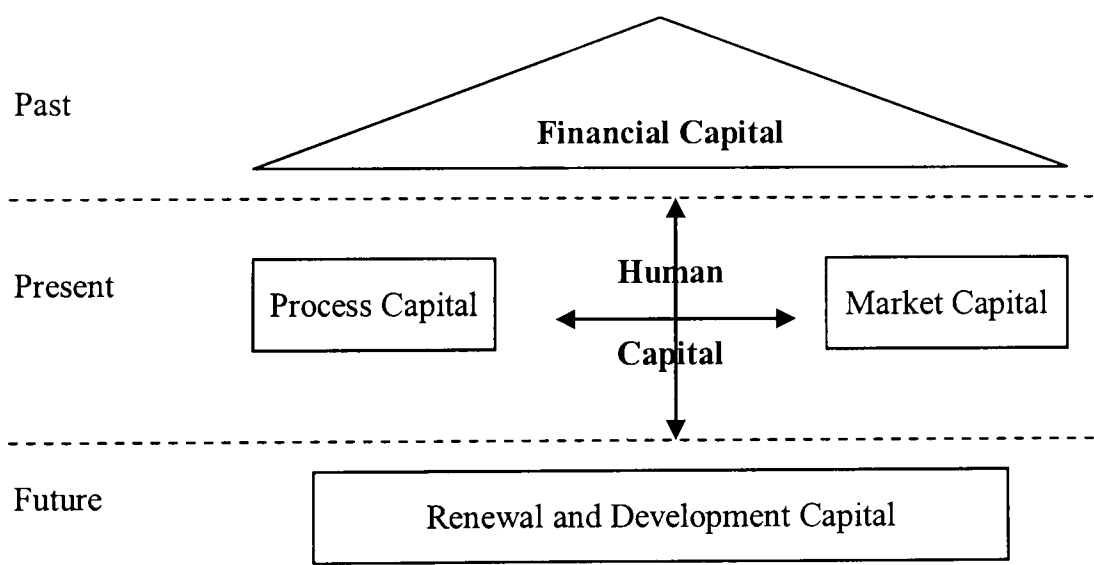 Past
Financial Capital
Present
Human
Process Capital
Market Capital
Capital
Future
Renewal and Development Capital